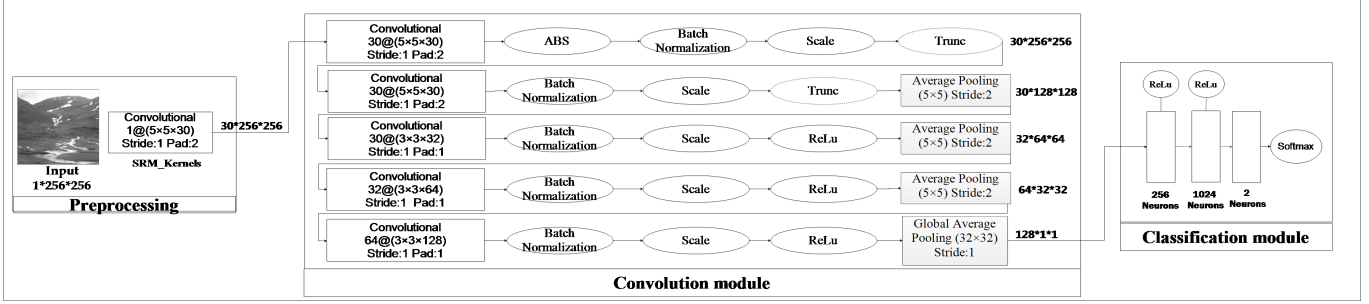 Input
1*256*256
Convolutional
1@(5×5×30)
Stride:1 Pad:2
SRM_Kernels
30*256*256
Preprocessing
Convolutional
30@(5×5×30)
Stride:1 Pad:2
ABS
Batch
Normalization
Scale
Trunc
30*256*256
Convolutional
30@(5×5×30)
Stride:1 Pad:2
Batch
Normalization
Scale
Trunc
Average Pooling
(5×5) Stride:2
30*128*128
Convolutional
30@(3×3×32)
Stride:1 Pad:1
Batch
Normalization
Scale
ReLu
Average Pooling
(5×5) Stride:2
32*64*64
Convolutional
32@(3×3×64)
Stride:1 Pad:1
Batch
Normalization
Scale
ReLu
Average Pooling
(5×5) Stride:2
64*32*32
Convolutional
64@(3×3×128)
Stride:1 Pad:1
Batch
Normalization
Scale
ReLu
Global Average
Pooling (32×32)
Stride:1
128*1*1
Convolution module
ReLu
ReLu
Softmax
256
Neurons
1024
Neurons
2
Neurons
Classification module